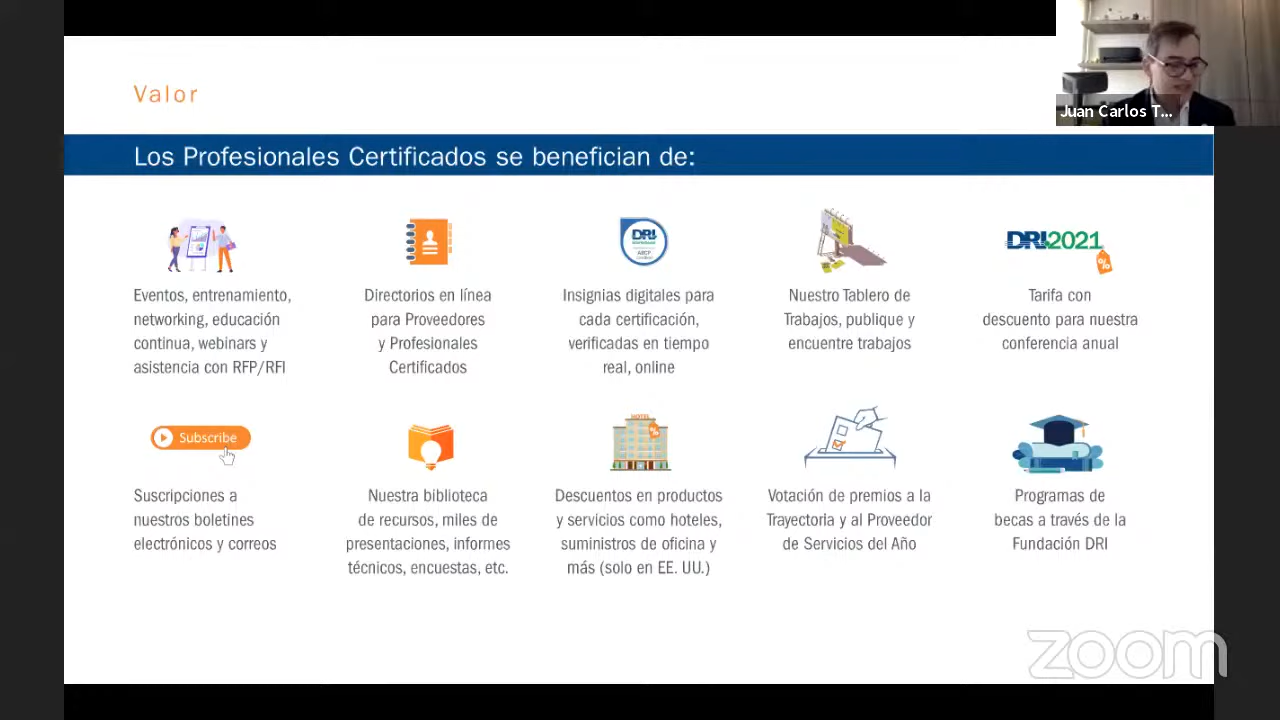 Valor
Juan Carlos T...
Los Profesionales Certificados se benefician de:
DRI
ABCP
DRI2021
%
Eventos, entrenamiento,
networking, educación
continua, webinars y
asistencia con RFP/RFI
Directorios en línea
para Proveedores
y Profesionales
Certificados
Insignias digitales para
cada certificación,
verificadas en tiempo
real, online
Nuestro Tablero de
Trabajos, publique y
encuentre trabajos
Tarifa con
descuento para nuestra
conferencia anual
Subscribe
HOTEL
%
Suscripciones a
nuestros boletines
electrónicos y correos
Nuestra biblioteca
de recursos, miles de
presentaciones, informes
técnicos, encuestas, etc.
Descuentos en productos
y servicios como hoteles,
suministros de oficina y
más (solo en EE. UU.)
Votación de premios a la
Trayectoria y al Proveedor
de Servicios del Año
Programas de
becas a través de la
Fundación DRI
zoom